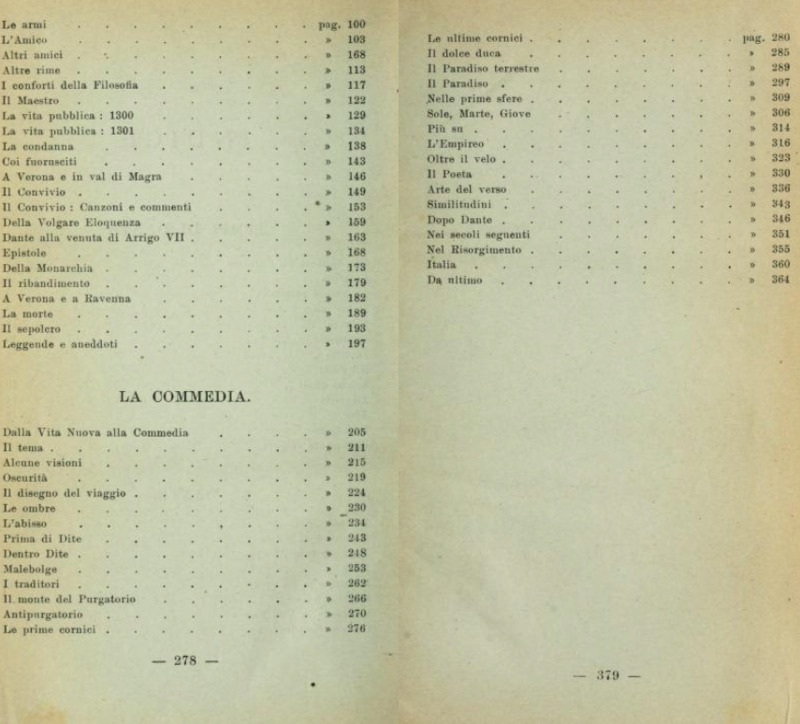 Le armi . . . . . . . . . pag. 100
L'Amico . . . . . . . . . » 103
Altri amici . . . . . . . . . » 168
Altre rime . . . . . . . . . » 113
I conforti della Filosofia . . . . . . » 117
Il Maestro . . . . . . . . . » 122
La vita pubblica : 1300 . . . . . . » 129
La vita pubblica : 1301 . . . . . . » 134
La condanna . . . . . . . . » 138
Coi fuorusciti . . . . . . . . » 143
A Verona e in val di Magra . . . . . » 146
Il Convivio . . . . . . . . . » 149
Il Convivio : Canzoni e commenti . . . . » 153
Della Volgare Eloquenza . . . . . . » 159
Dante alla venuta di Arrigo VII . . . . . » 163
Epistole . . . . . . . . . » 168
Della Monarchia . . . . . . . . » 173
Il ribandimento . . . . . . . . » 179
A Verona e a Ravenna . . . . . . » 182
La morte . . . . . . . . . » 189
Il sepolcro . . . . . . . . . » 193
Leggende e aneddoti . . . . . . . » 197
LA COMMEDIA.
Dalla Vita Nuova alla Commedia . . . . » 205
Il tema . . . . . . . . . . » 211
Alcune visioni . . . . . . . . » 215
Oscurità . . . . . . . . . » 219
Il disegno del viaggio . . . . . . . » 224
Le ombre . . . . . . . . . » 230
L'abisso . . . . . . . . . » 234
Prima di Dite . . . . . . . . » 243
Dentro Dite . . . . . . . . . » 248
Malebolge . . . . . . . . . » 253
I traditori . . . . . . . . . » 262
Il monte del Purgatorio . . . . . . » 266
Antipurgatorio . . . . . . . . » 270
Le prime cornici . . . . . . . . » 276
— 278 —
Le ultime cornici . . . . . . . . pag. 280
Il dolce duca . . . . . . . . » 285
Il Paradiso terrestre . . . . . . . » 289
Il Paradiso . . . . . . . . . » 297
Nelle prime sfere . . . . . . . . » 309
Sole, Marte, Giove . . . . . . . » 306
Più su . . . . . . . . . . » 314
L'Empireo . . . . . . . . . » 316
Oltre il velo . . . . . . . . . » 323
Il Poeta . . . . . . . . . » 330
Arte del verso . . . . . . . . » 336
Similitudini . . . . . . . . . » 343
Dopo Dante . . . . . . . . . » 346
Nei secoli seguenti . . . . . . . » 351
Nel Risorgimento . . . . . . . . » 355
Italia . . . . . . . . . . » 360
Da ultimo . . . . . . . . . » 364
— 379 —